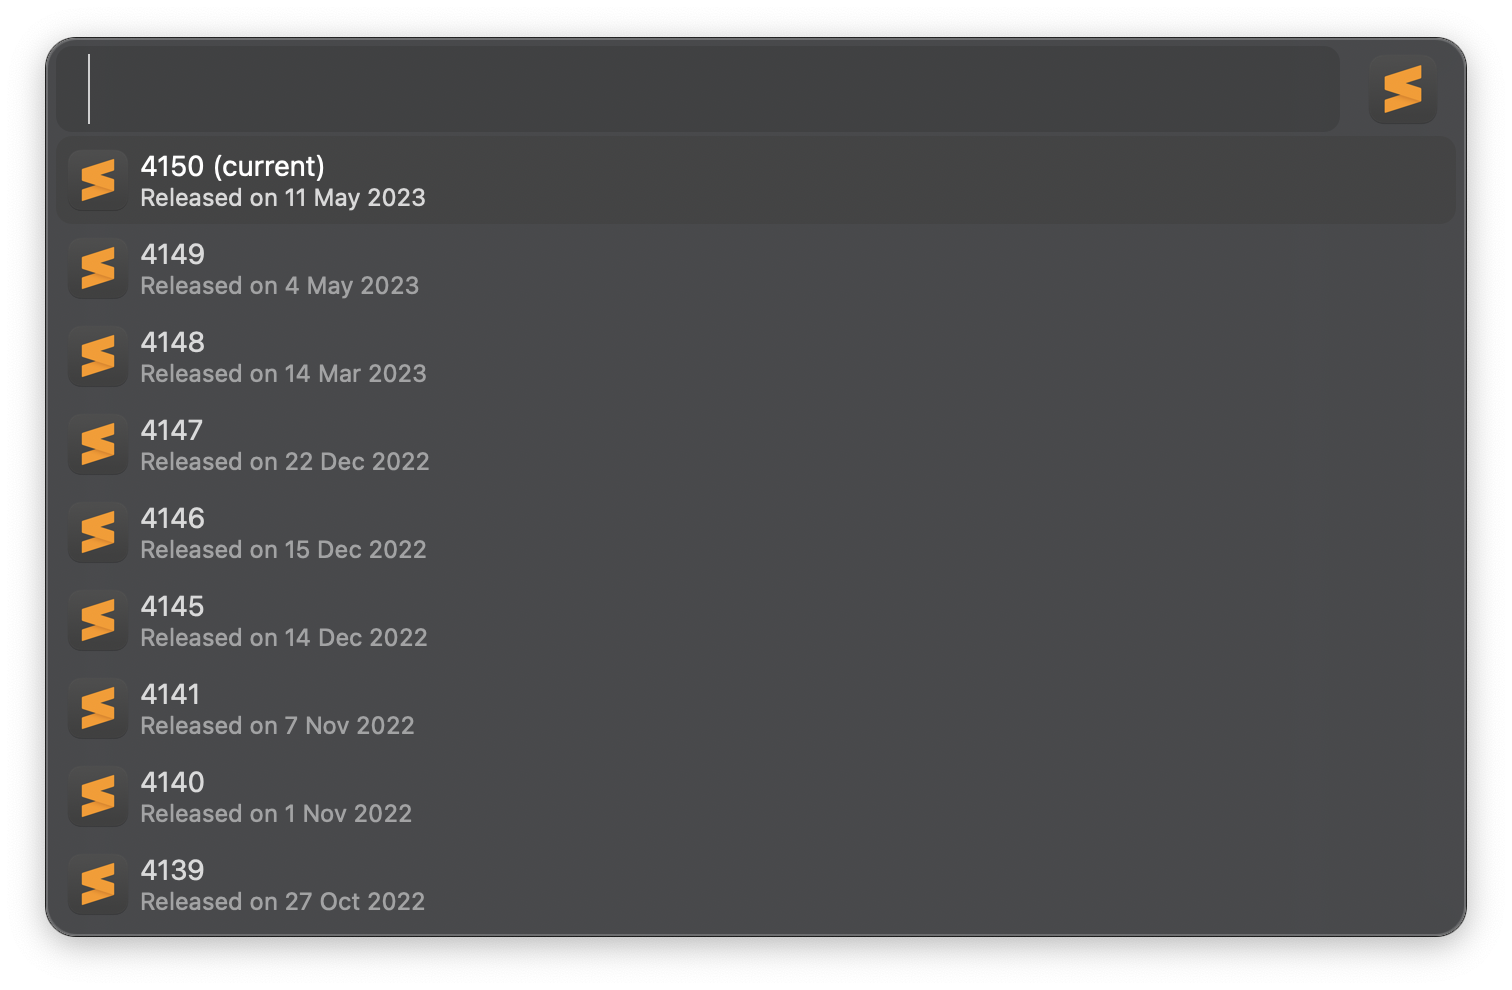 4150 (current)
Released on 11 May 2023
4149
Released on 4 May 2023
4148
Released on 14 Mar 2023
4147
Released on 22 Dec 2022
4146
Released on 15 Dec 2022
4145
Released on 14 Dec 2022
4141
Released on 7 Nov 2022
4140
Released on 1 Nov 2022
4139
Released on 27 Oct 2022